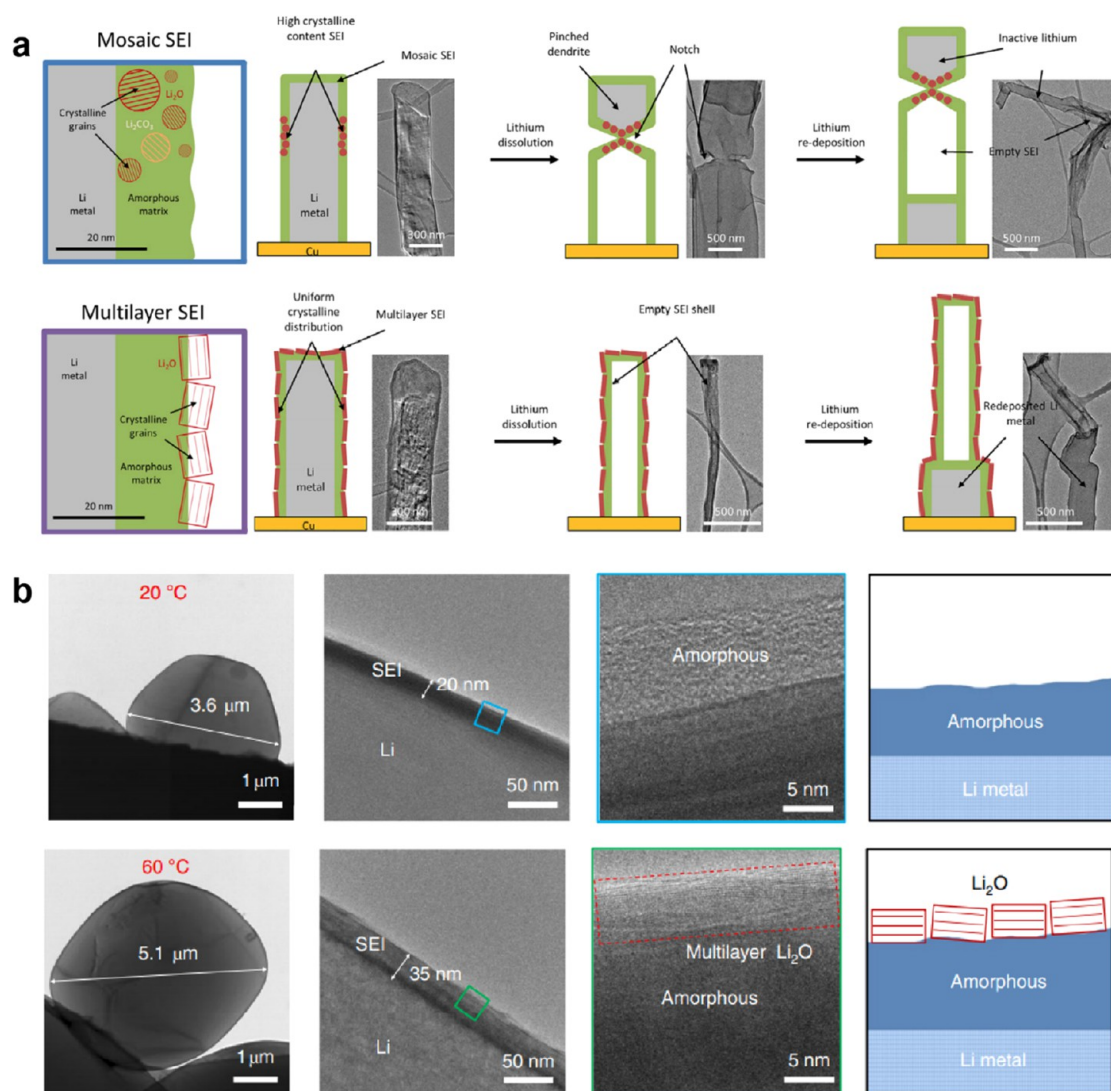 a
Mosaic SEI
Crystalline
grains
Li₂O
Li₂CO₃
Li
metal
Amorphous
matrix
20 nm
High crystalline
content SEI
Mosaic SEI
Li
metal
Cu
300 nm
Lithium
dissolution
Pinched
dendrite
Notch
500 nm
Lithium
re-deposition
Inactive lithium
Empty SEI
500 nm
Multilayer SEI
Li
metal
Li₂O
Crystalline
grains
Amorphous
matrix
20 nm
Uniform
crystalline
distribution
Multilayer SEI
Li
metal
Cu
300 nm
Lithium
dissolution
Empty SEI shell
500 nm
Lithium
re-deposition
Redeposited Li
metal
500 nm
b
20 °C
3.6 μm
1 μm
SEI
20 nm
Li
50 nm
Amorphous
5 nm
Amorphous
Li metal
60 °C
5.1 μm
1 μm
SEI
35 nm
Li
50 nm
Multilayer Li₂O
Amorphous
5 nm
Li₂O
Amorphous
Li metal